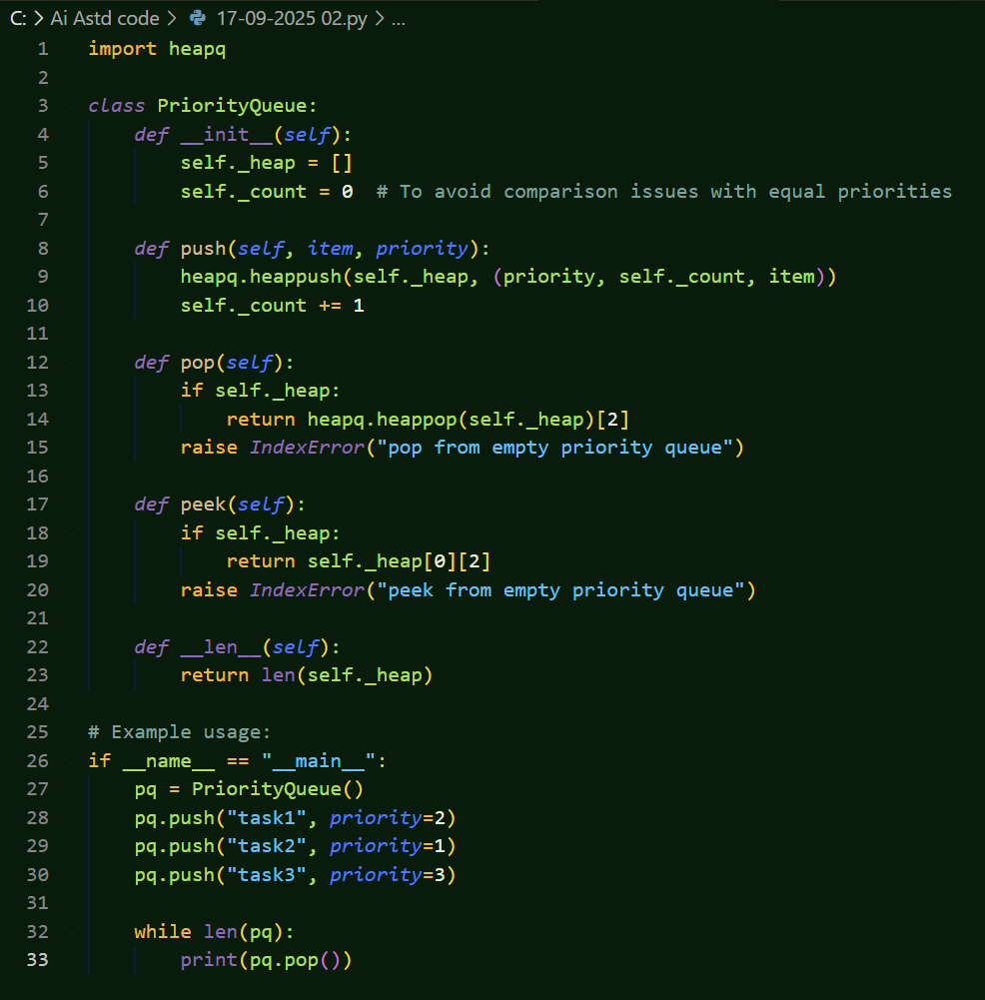 C: > Ai Astd code > 17-09-2025 02.py > ...
1 import heapq
2
3 class PriorityQueue:
4     def __init__(self):
5         self._heap = []
6         self._count = 0  # To avoid comparison issues with equal priorities
7
8     def push(self, item, priority):
9         heapq.heappush(self._heap, (priority, self._count, item))
10         self._count += 1
11
12     def pop(self):
13         if self._heap:
14             return heapq.heappop(self._heap)[2]
15         raise IndexError("pop from empty priority queue")
16
17     def peek(self):
18         if self._heap:
19             return self._heap[0][2]
20         raise IndexError("peek from empty priority queue")
21
22     def __len__(self):
23         return len(self._heap)
24
25 # Example usage:
26 if __name__ == "__main__":
27     pq = PriorityQueue()
28     pq.push("task1", priority=2)
29     pq.push("task2", priority=1)
30     pq.push("task3", priority=3)
31
32     while len(pq):
33         print(pq.pop())